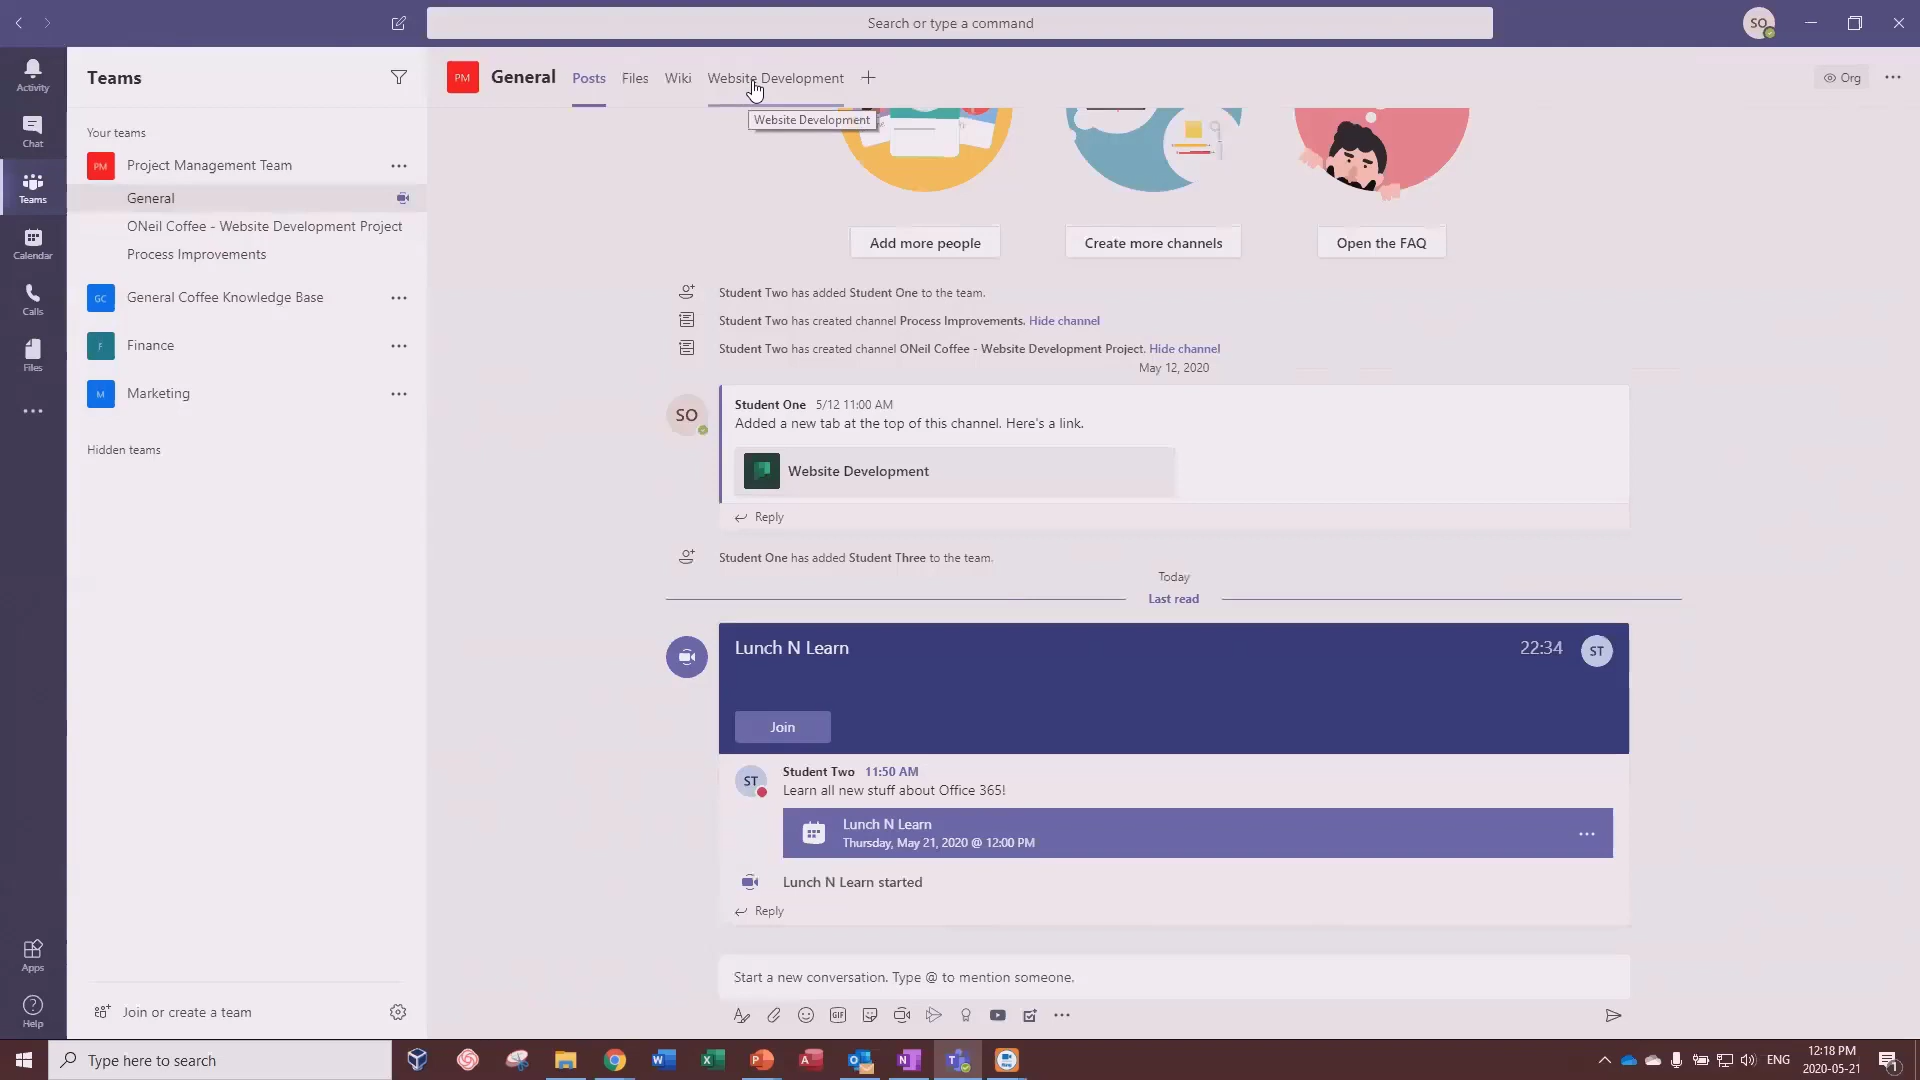 Search or type a command
SO
Activity
Chat
Teams
Calendar
Calls
Files
Apps
Help
Teams
Your teams
PM Project Management Team
General
ONeil Coffee - Website Development Project
Process Improvements
GC General Coffee Knowledge Base
F Finance
M Marketing
Hidden teams
Join or create a team
PM General Posts Files Wiki Website Development
Org
Website Development
Add more people
Create more channels
Open the FAQ
Student Two has added Student One to the team.
Student Two has created channel Process Improvements. Hide channel
Student Two has created channel ONeil Coffee - Website Development Project. Hide channel
May 12, 2020
SO
Student One 5/12 11:00 AM
Added a new tab at the top of this channel. Here's a link.
Website Development
Reply
Student One has added Student Three to the team.
Today
Last read
Lunch N Learn
22:34
ST
Join
ST
Student Two 11:50 AM
Learn all new stuff about Office 365!
Lunch N Learn
Thursday, May 21, 2020 @ 12:00 PM
Lunch N Learn started
Reply
Start a new conversation. Type @ to mention someone.
GIF
Type here to search
ENG
12:18 PM
2020-05-21
1